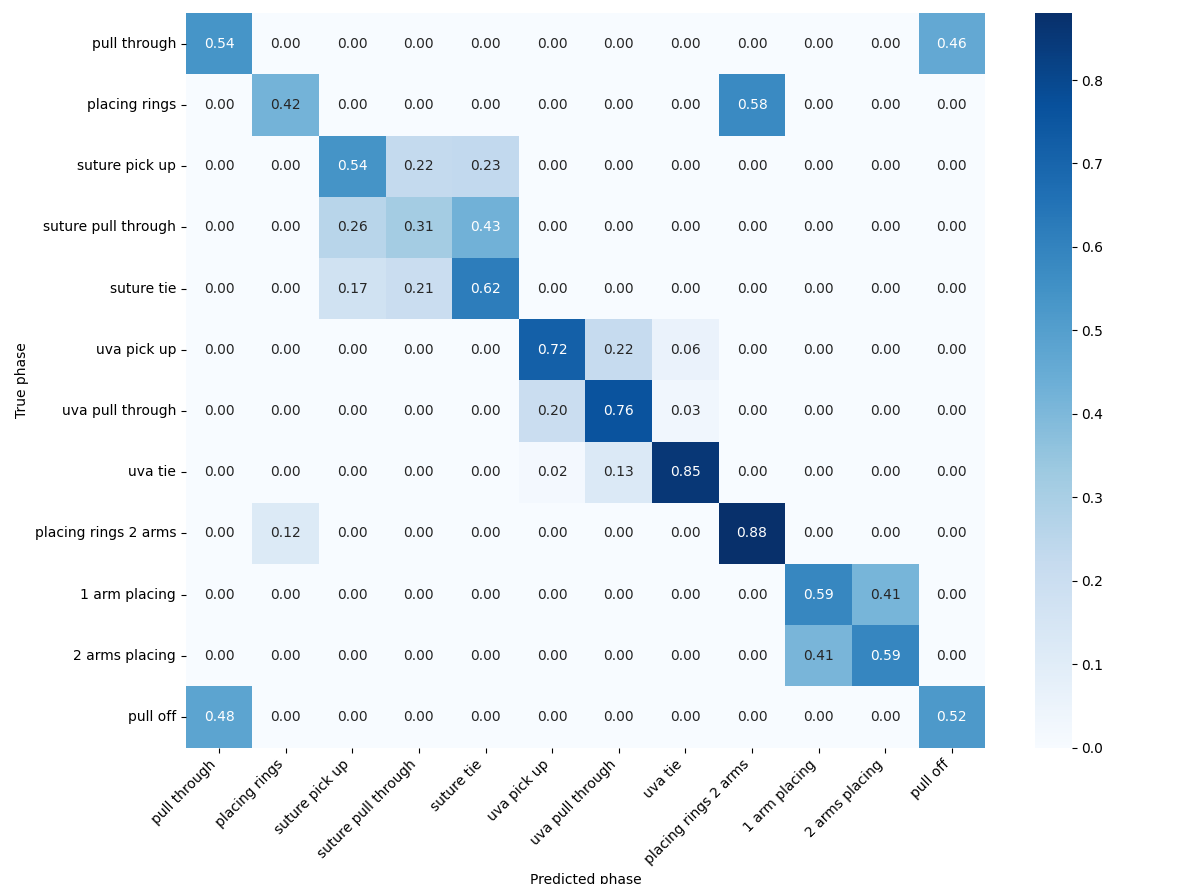 pull through 0.54 0.00 0.00 0.00 0.00 0.00 0.00 0.00 0.00 0.00 0.00 0.46
placing rings 0.00 0.42 0.00 0.00 0.00 0.00 0.00 0.00 0.58 0.00 0.00 0.00
suture pick up 0.00 0.00 0.54 0.22 0.23 0.00 0.00 0.00 0.00 0.00 0.00 0.00
suture pull through 0.00 0.00 0.26 0.31 0.43 0.00 0.00 0.00 0.00 0.00 0.00 0.00
suture tie 0.00 0.00 0.17 0.21 0.62 0.00 0.00 0.00 0.00 0.00 0.00 0.00
uva pick up 0.00 0.00 0.00 0.00 0.00 0.72 0.22 0.06 0.00 0.00 0.00 0.00
uva pull through 0.00 0.00 0.00 0.00 0.00 0.20 0.76 0.03 0.00 0.00 0.00 0.00
uva tie 0.00 0.00 0.00 0.00 0.00 0.02 0.13 0.85 0.00 0.00 0.00 0.00
placing rings 2 arms 0.00 0.12 0.00 0.00 0.00 0.00 0.00 0.00 0.88 0.00 0.00 0.00
1 arm placing 0.00 0.00 0.00 0.00 0.00 0.00 0.00 0.00 0.00 0.59 0.41 0.00
2 arms placing 0.00 0.00 0.00 0.00 0.00 0.00 0.00 0.00 0.00 0.41 0.59 0.00
pull off 0.48 0.00 0.00 0.00 0.00 0.00 0.00 0.00 0.00 0.00 0.00 0.52
True phase
pull through
placing rings
suture pick up
suture pull through
suture tie
uva pick up
uva pull through
uva tie
placing rings 2 arms
1 arm placing
2 arms placing
pull off
Predicted phase
0.8
0.7
0.6
0.5
0.4
0.3
0.2
0.1
0.0